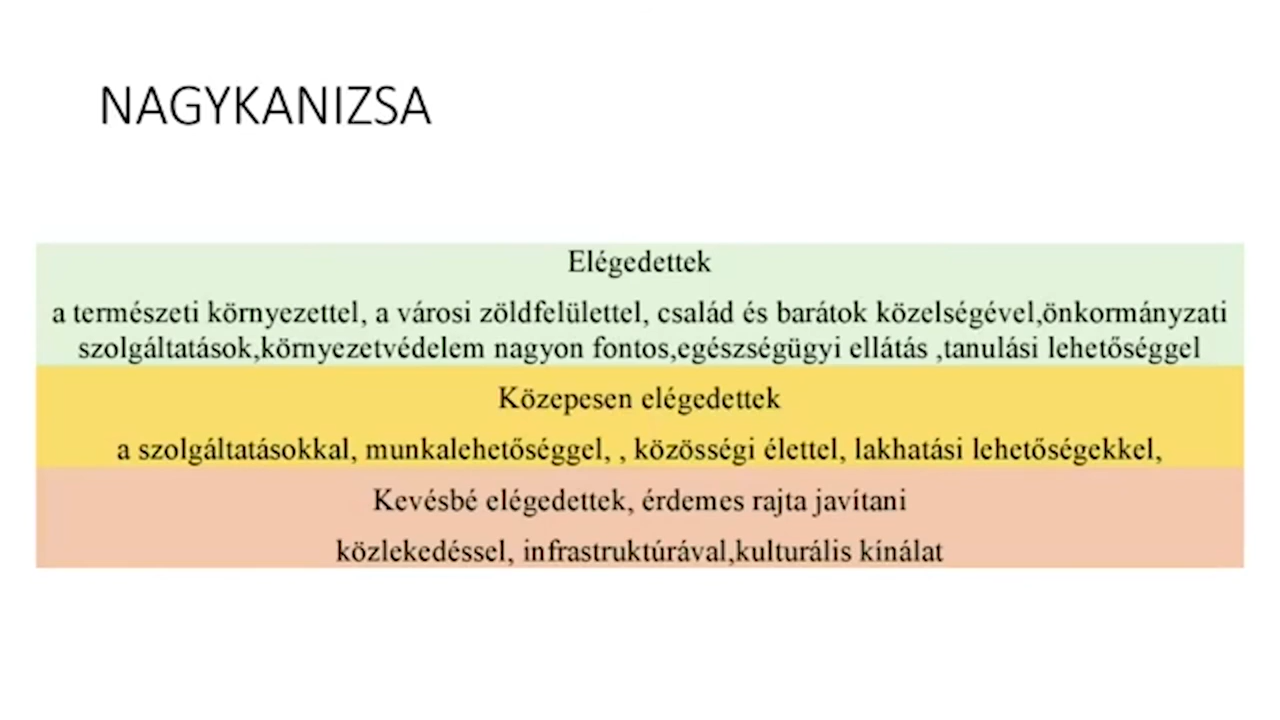 NAGYKANIZSA
Elégedettek
a természeti környezettel, a városi zöldfelülettel, család és barátok közelségével,önkormányzati
szolgáltatások,környezetvédelem nagyon fontos,egészségügyi ellátás ,tanulási lehetőséggel
Közepesen elégedettek
a szolgáltatásokkal, munkalehetőséggel, , közösségi élettel, lakhatási lehetőségekkel,
Kevésbé elégedettek, érdemes rajta javítani
közlekedéssel, infrastruktúrával,kulturális kínálat